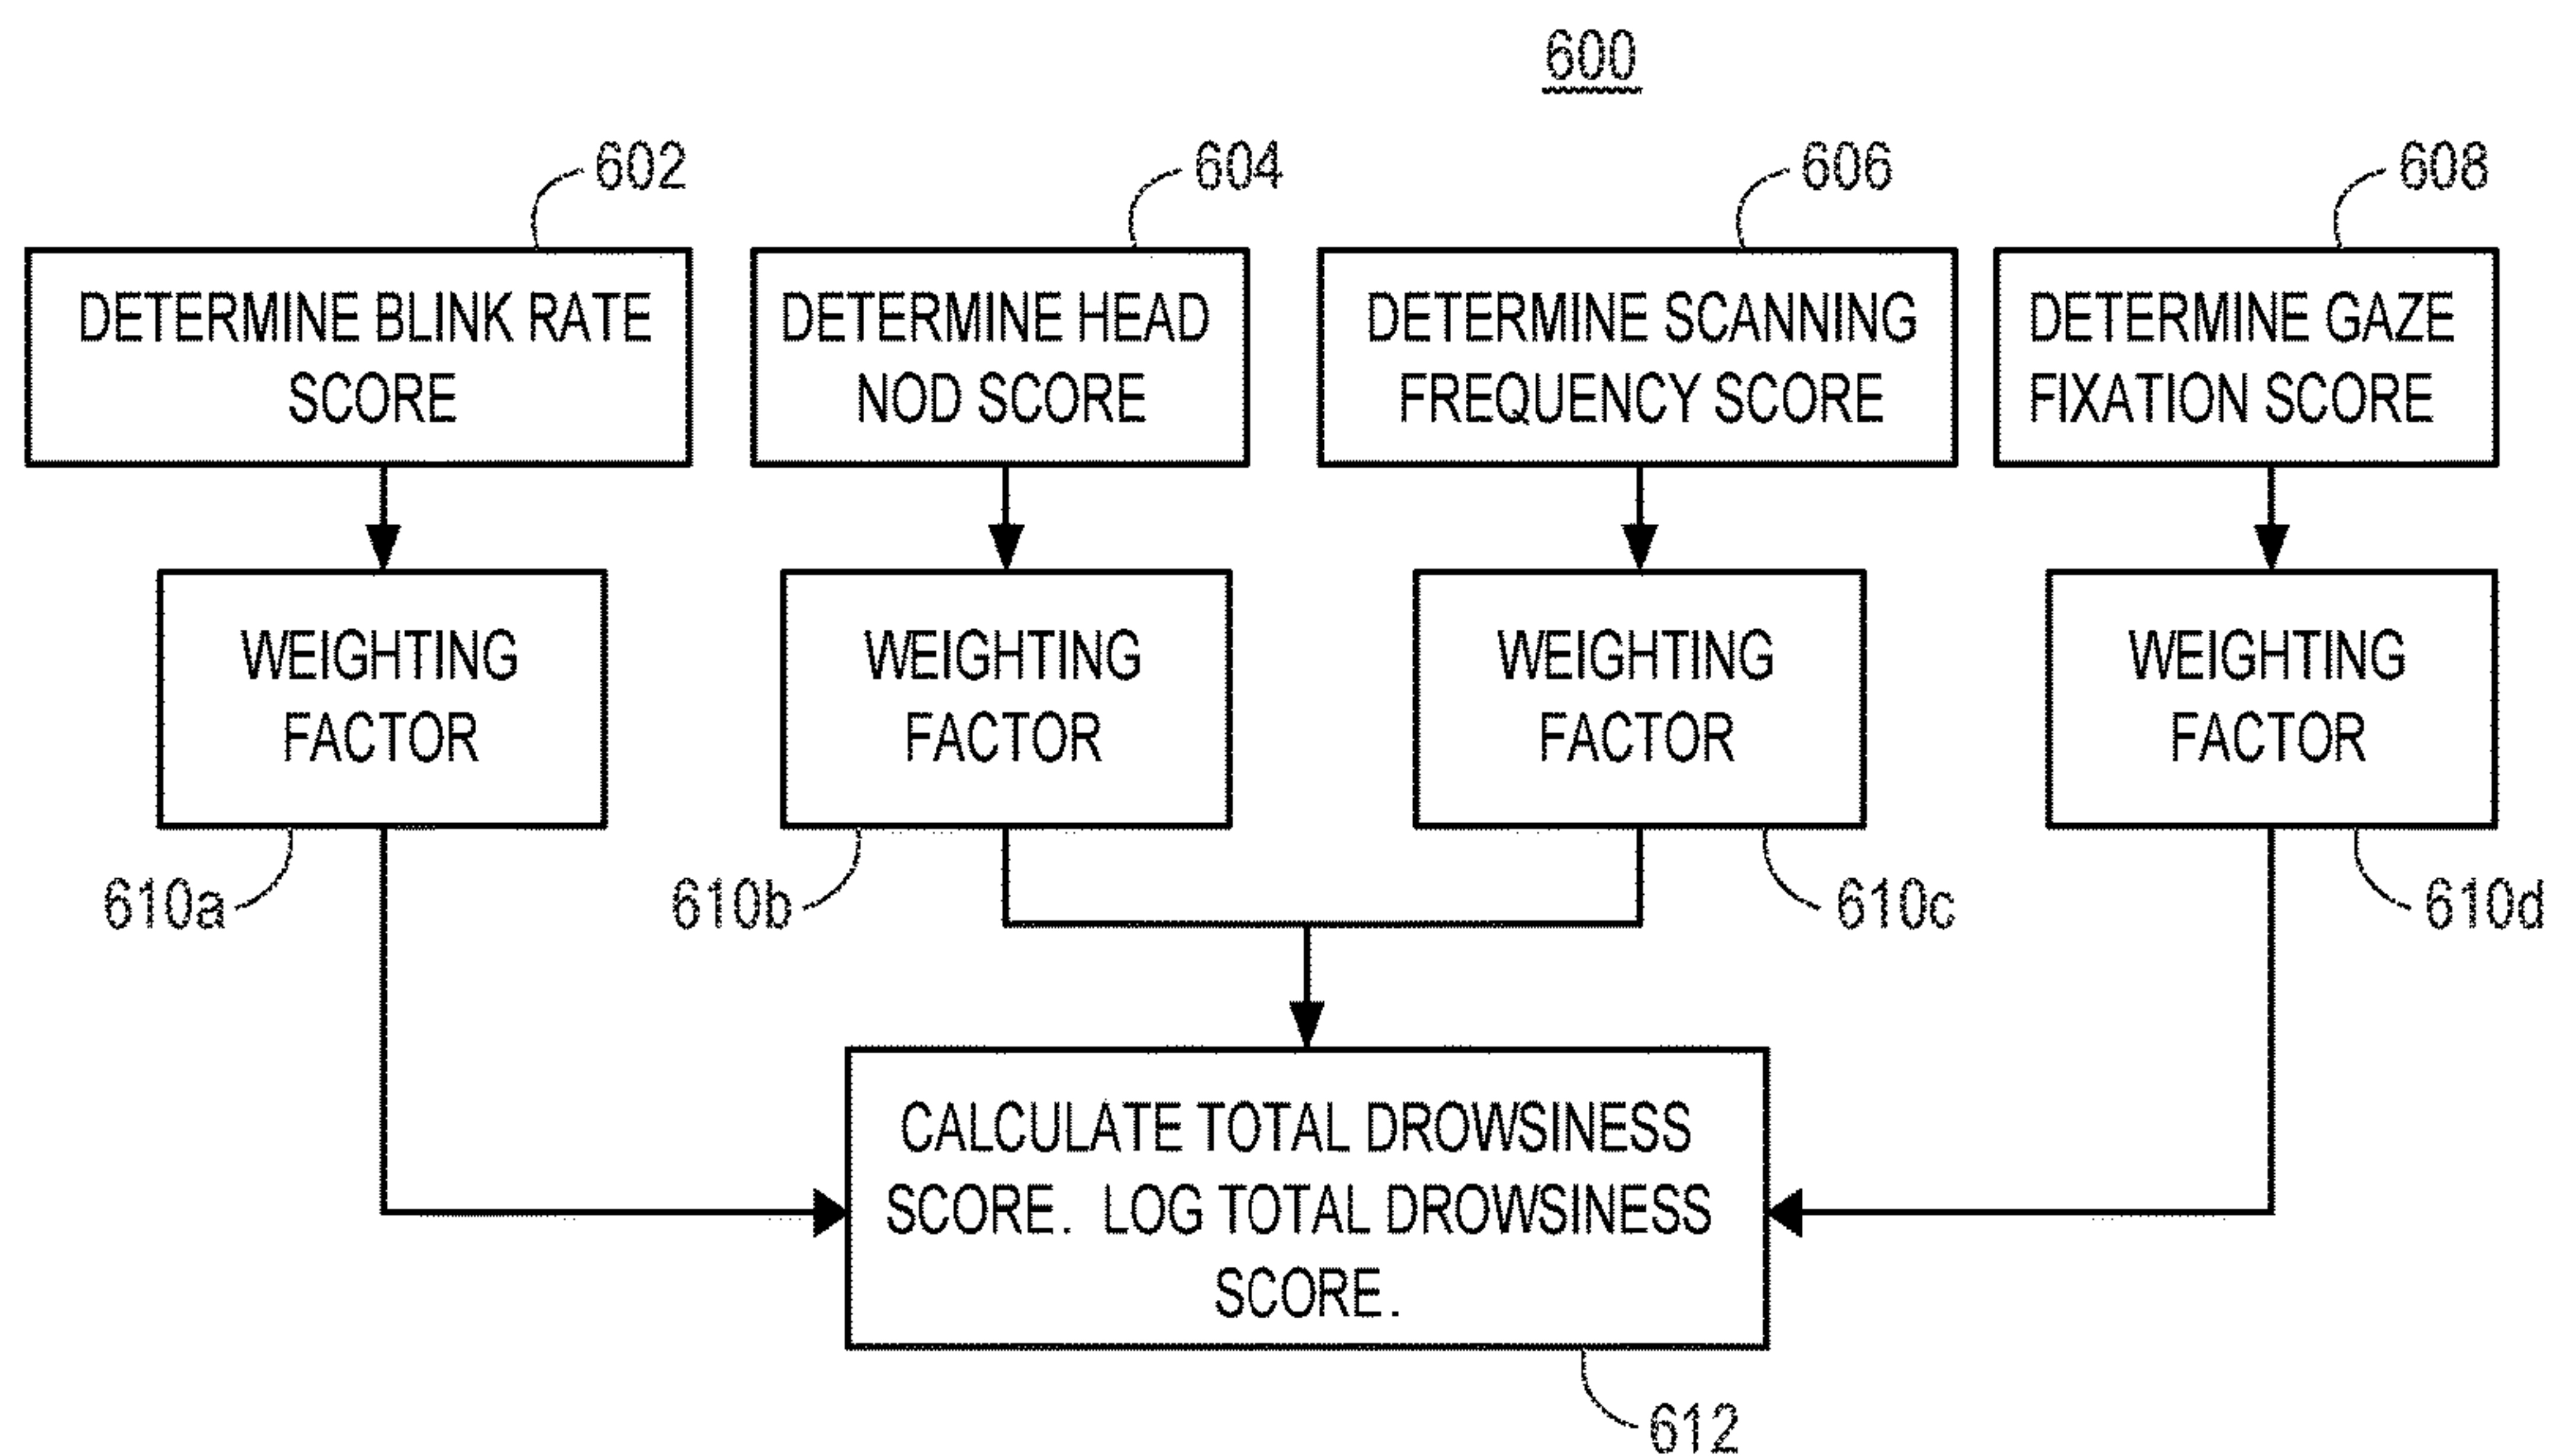 600
602
604
606
608
DETERMINE BLINK RATE
SCORE
DETERMINE HEAD
NOD SCORE
DETERMINE SCANNING
FREQUENCY SCORE
DETERMINE GAZE
FIXATION SCORE
WEIGHTING
FACTOR
WEIGHTING
FACTOR
WEIGHTING
FACTOR
WEIGHTING
FACTOR
610a
610b
610c
610d
CALCULATE TOTAL DROWSINESS
SCORE. LOG TOTAL DROWSINESS
SCORE.
612